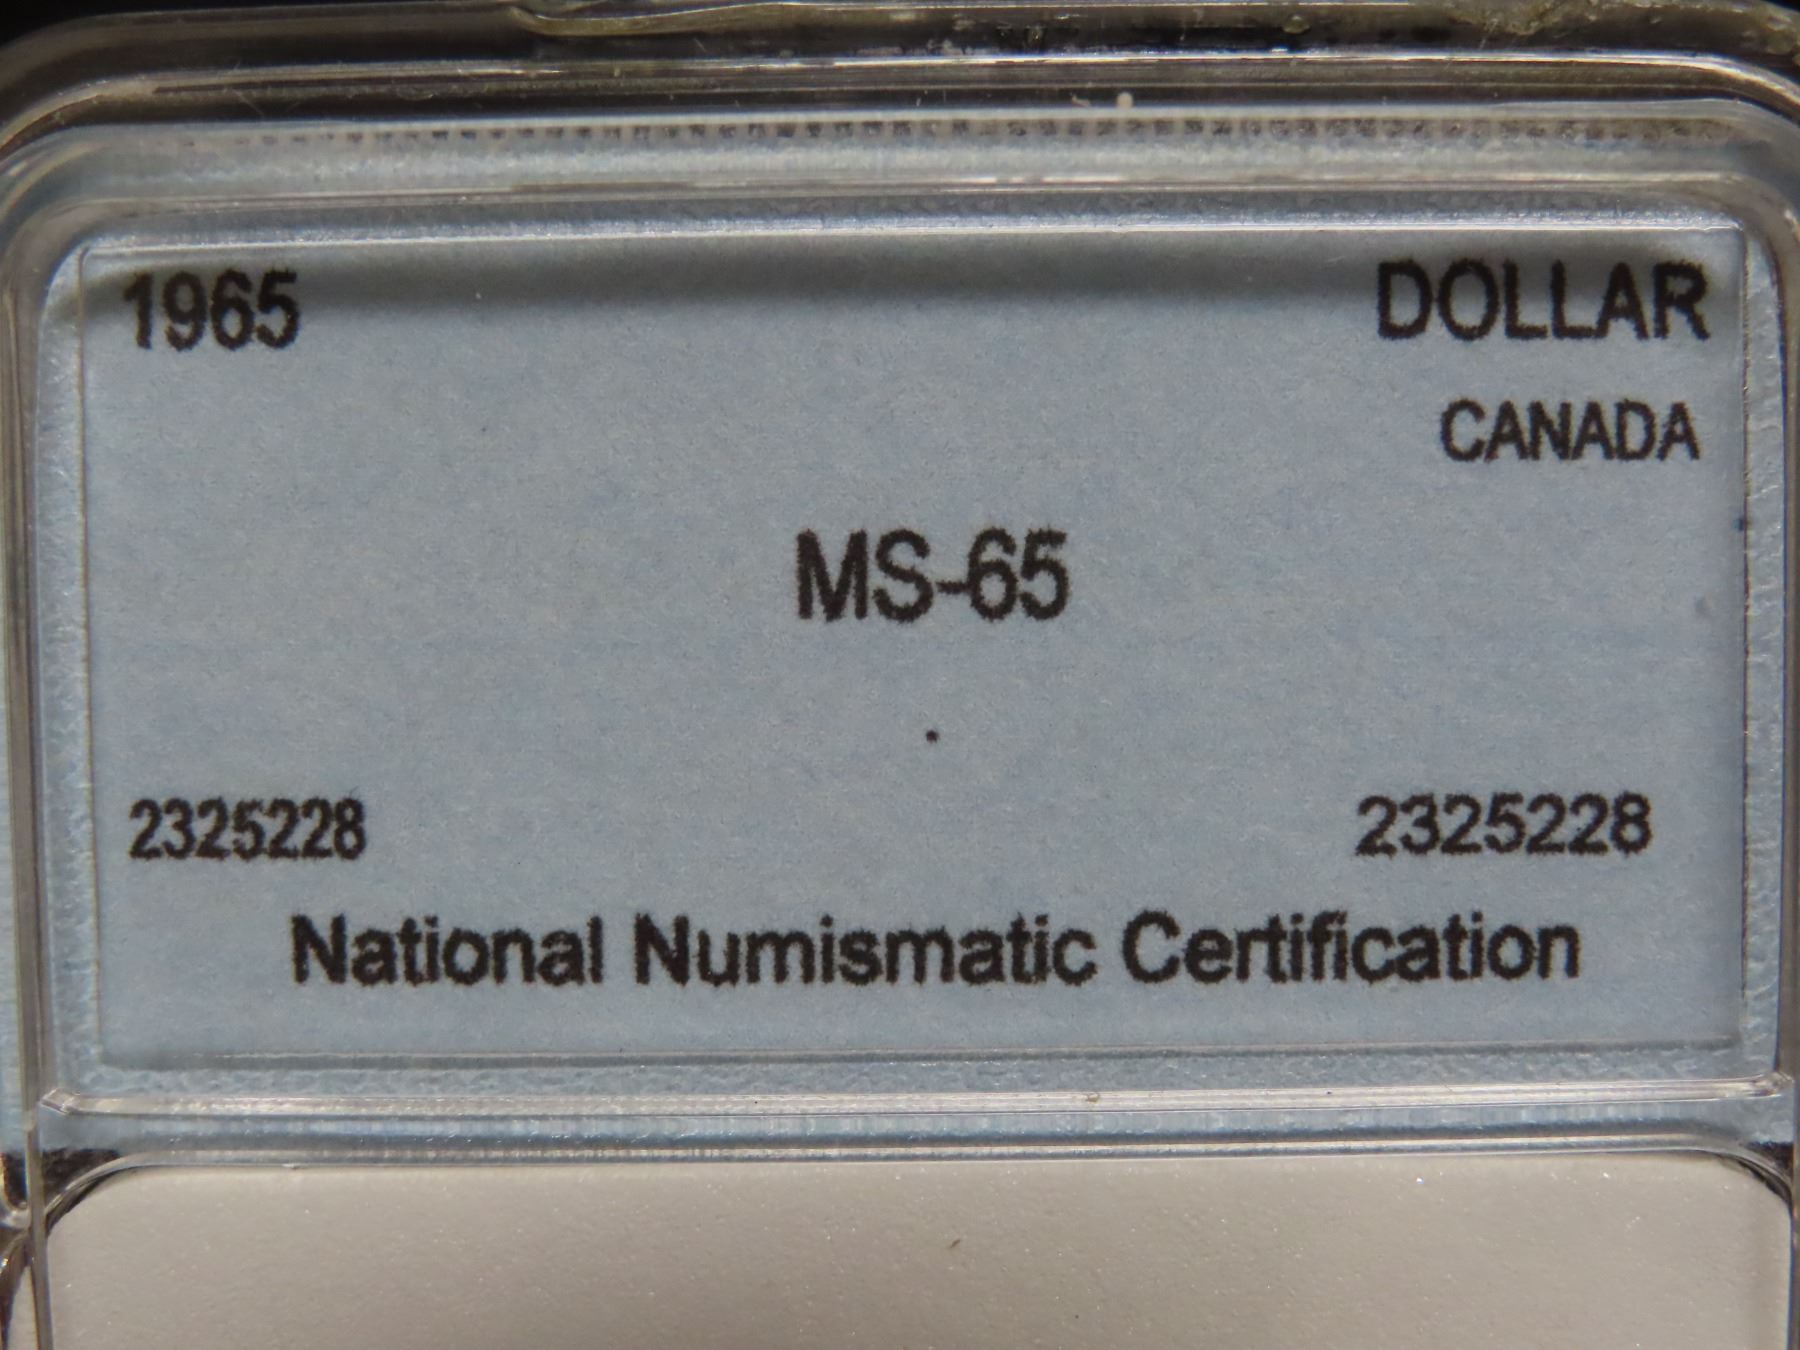 1965 DOLLAR
CANADA
MS-65
2325228 2325228
National Numismatic Certification